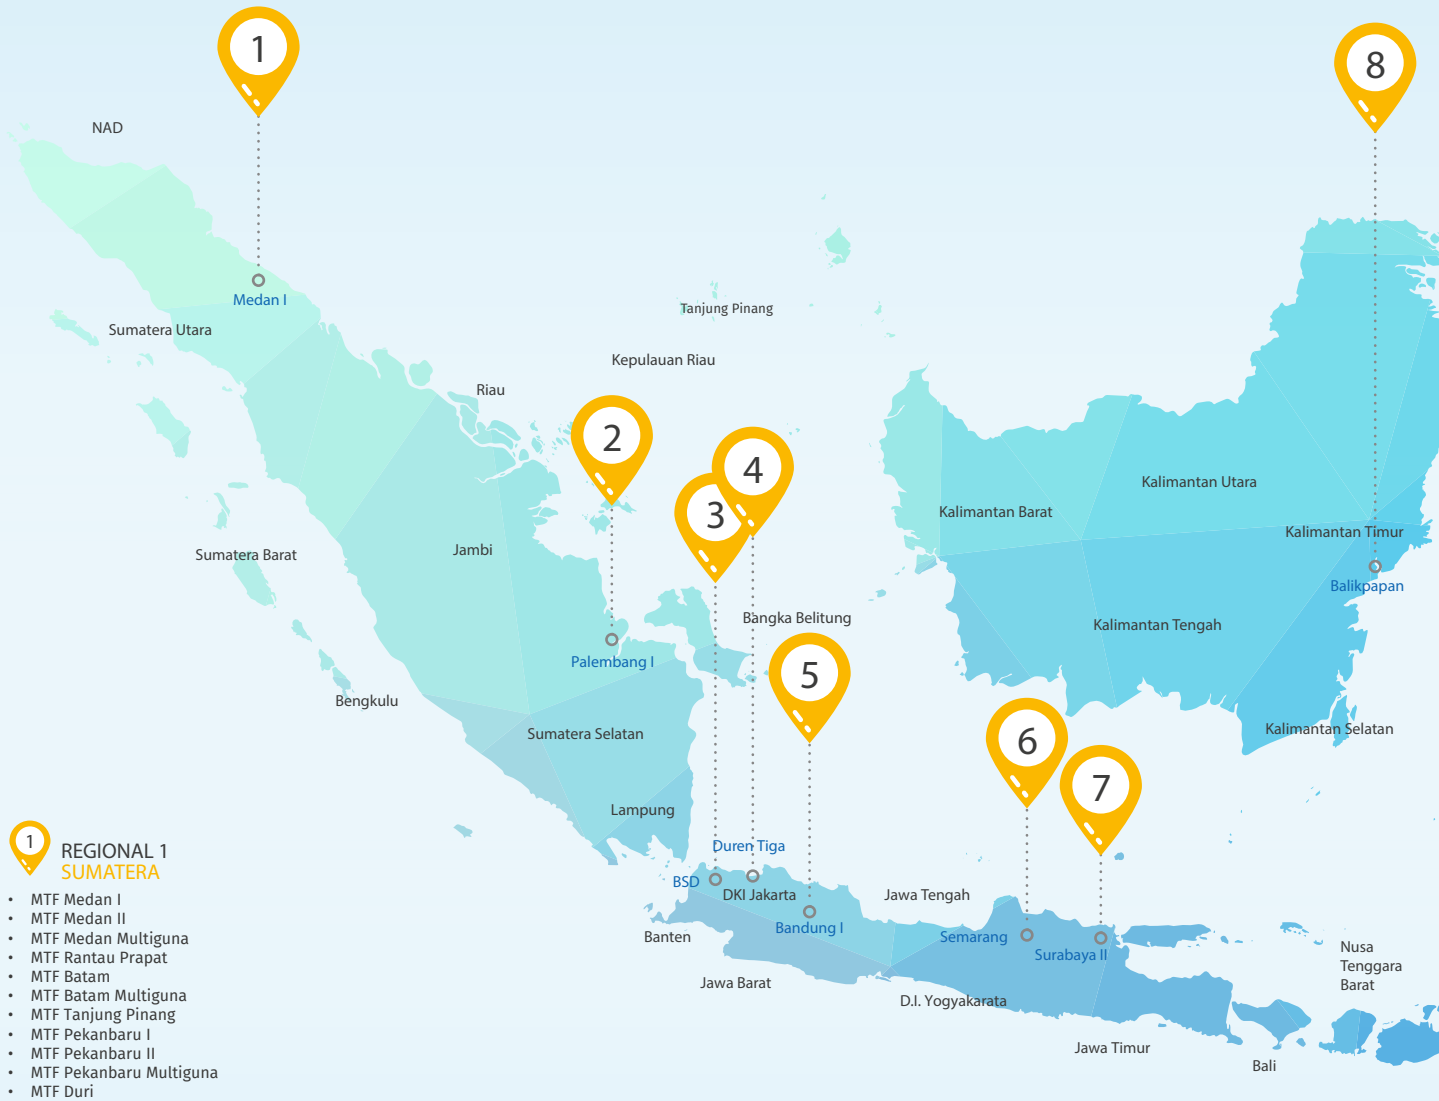 1
8
NAD
Medan I
Tanjung Pinang
Sumatera Utara
Kepulauan Riau
Riau
2
4
3
Kalimantan Utara
Kalimantan Barat
Kalimantan Timur
Sumatera Barat
Jambi
Balikpapan
Bangka Belitung
Kalimantan Tengah
Palembang I
5
Bengkulu
Sumatera Selatan
Kalimantan Selatan
6
7
Lampung
Duren Tiga
BSD
DKI Jakarta
Jawa Tengah
Bandung I
Banten
Semarang
Surabaya II
Nusa
Tenggara
Barat
Jawa Barat
D.I. Yogyakarata
Jawa Timur
Bali
1
REGIONAL 1
SUMATERA
• MTF Medan I
• MTF Medan II
• MTF Medan Multiguna
• MTF Rantau Prapat
• MTF Batam
• MTF Batam Multiguna
• MTF Tanjung Pinang
• MTF Pekanbaru I
• MTF Pekanbaru II
• MTF Pekanbaru Multiguna
• MTF Duri